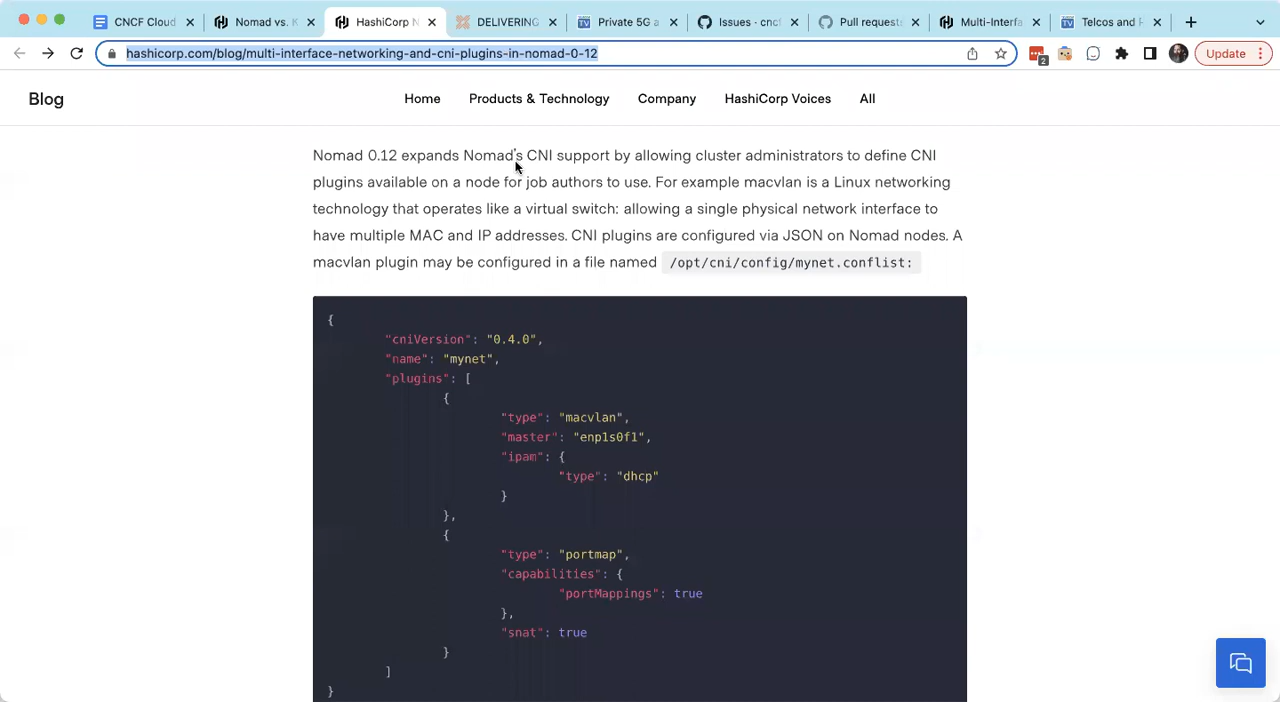 CNCF Cloud
Nomad vs. K
HashiCorp N
DELIVERING
Private 5G a
Issues · cncf
Pull requests
Multi-Interfa
Telcos and R
hashicorp.com/blog/multi-interface-networking-and-cni-plugins-in-nomad-0-12
2
Update
Blog
Home
Products & Technology
Company
HashiCorp Voices
All
Nomad 0.12 expands Nomad's CNI support by allowing cluster administrators to define CNI
plugins available on a node for job authors to use. For example macvlan is a Linux networking
technology that operates like a virtual switch: allowing a single physical network interface to
have multiple MAC and IP addresses. CNI plugins are configured via JSON on Nomad nodes. A
macvlan plugin may be configured in a file named /opt/cni/config/mynet.conflist:
{
"cniVersion": "0.4.0",
"name": "mynet",
"plugins": [
{
"type": "macvlan",
"master": "enp1s0f1",
"ipam": {
"type": "dhcp"
}
},
{
"type": "portmap",
"capabilities": {
"portMappings": true
},
"snat": true
}
]
}